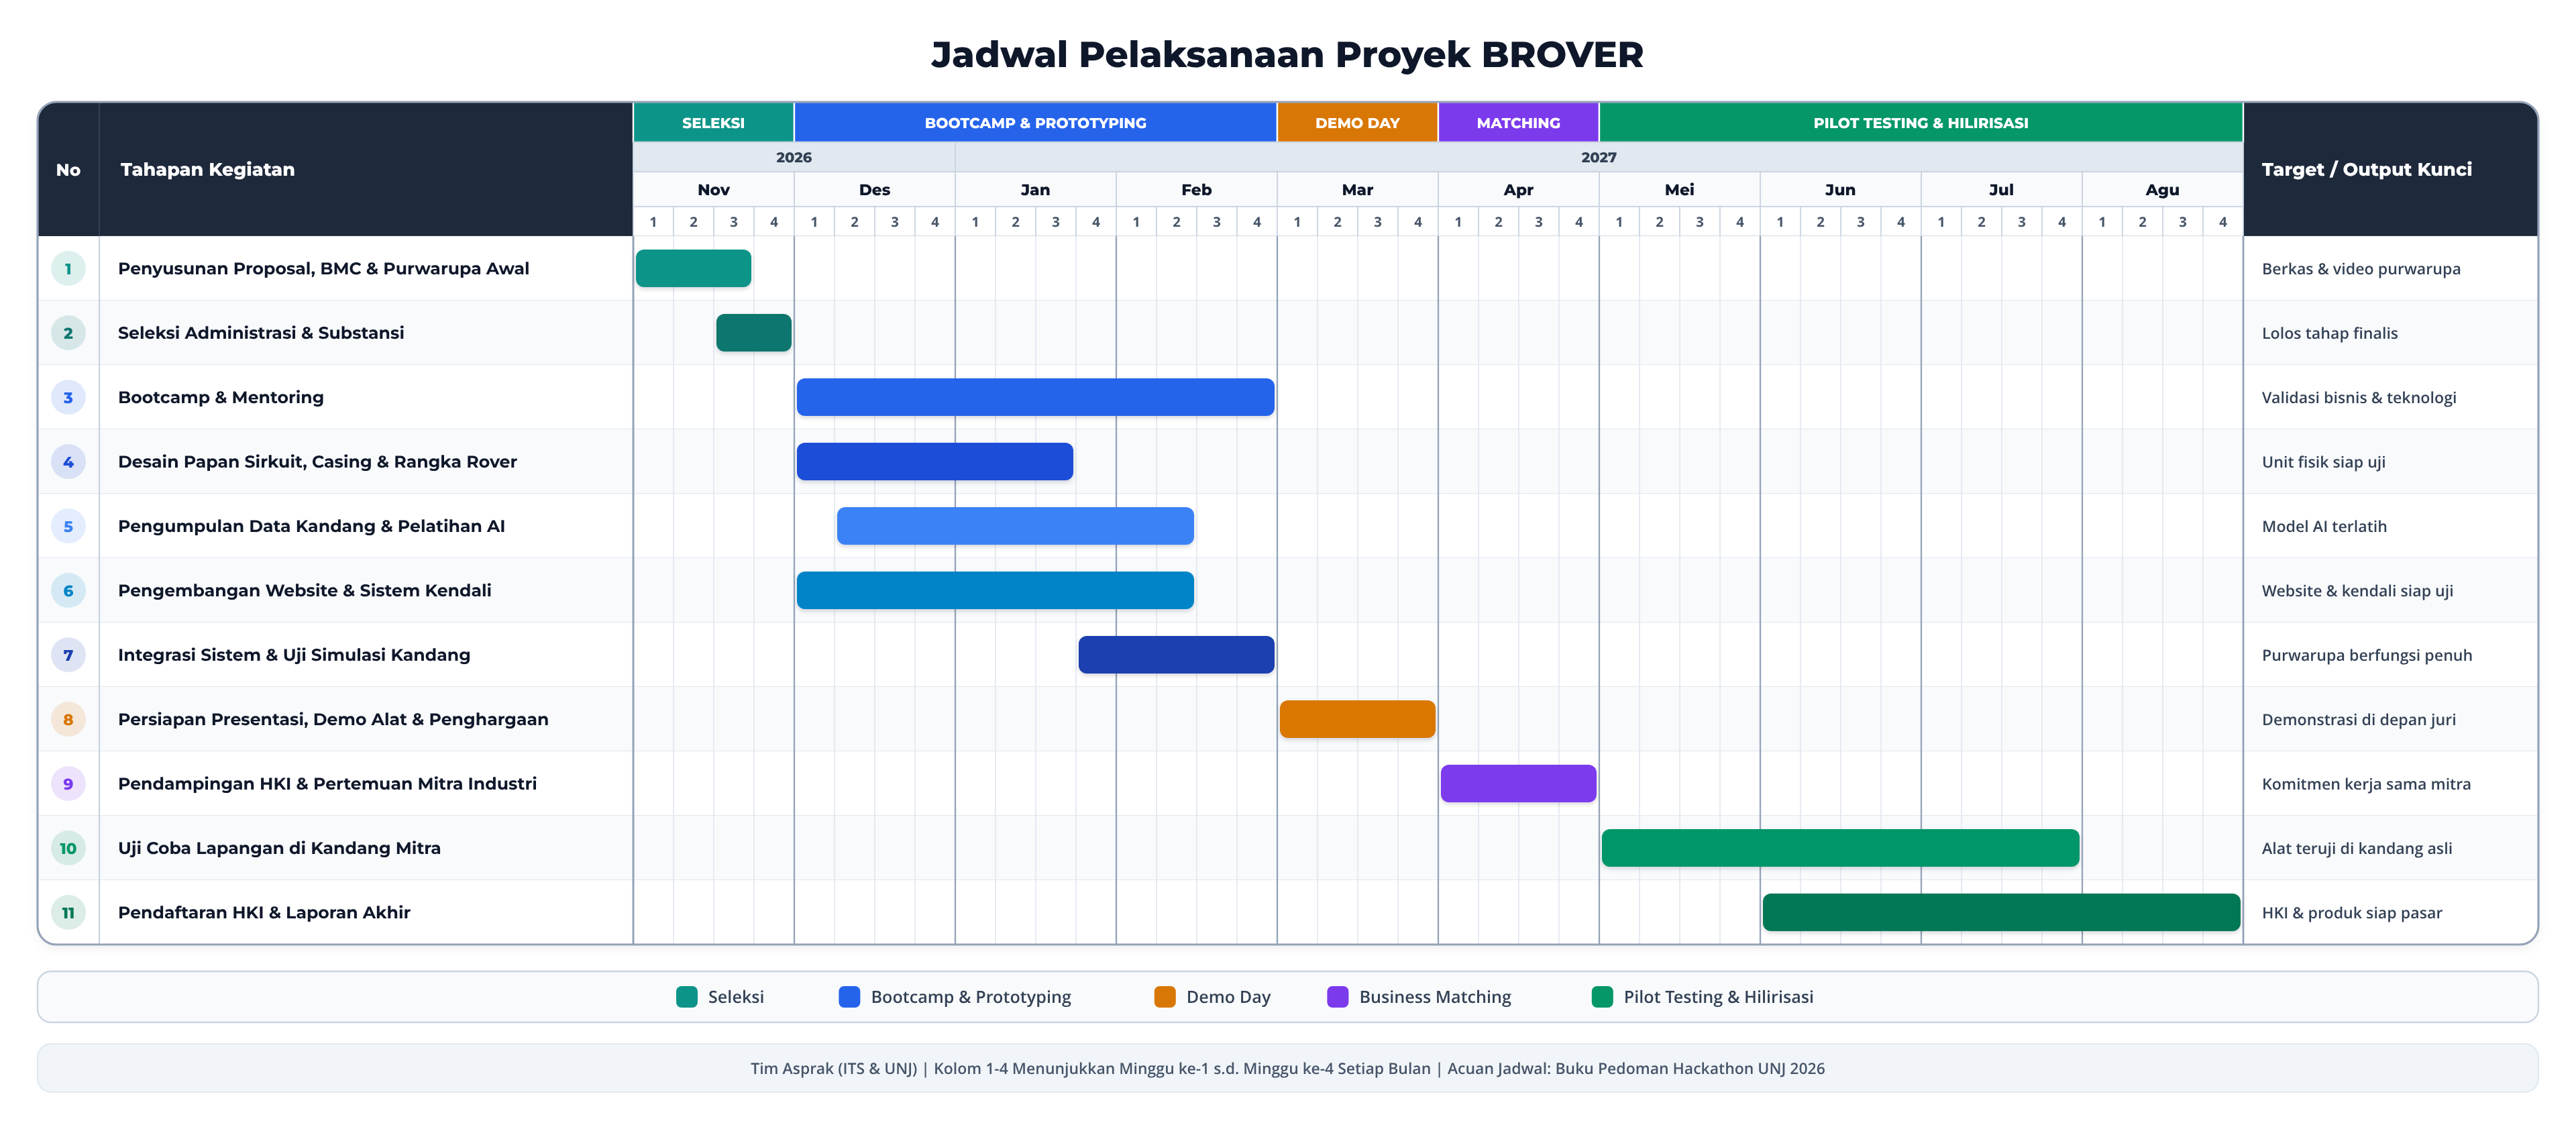 Jadwal Pelaksanaan Proyek BROVER
No
Tahapan Kegiatan
SELEKSI
BOOTCAMP & PROTOTYPING
DEMO DAY
MATCHING
PILOT TESTING & HILIRISASI
Target / Output Kunci
2026
2027
Nov Des Jan Feb Mar Apr Mei Jun Jul Agu
1 2 3 4 1 2 3 4 1 2 3 4 1 2 3 4 1 2 3 4 1 2 3 4 1 2 3 4 1 2 3 4 1 2 3 4 1 2 3 4
1 Penyusunan Proposal, BMC & Purwarupa Awal Berkas & video purwarupa
2 Seleksi Administrasi & Substansi Lolos tahap finalis
3 Bootcamp & Mentoring Validasi bisnis & teknologi
4 Desain Papan Sirkuit, Casing & Rangka Rover Unit fisik siap uji
5 Pengumpulan Data Kandang & Pelatihan AI Model AI terlatih
6 Pengembangan Website & Sistem Kendali Website & kendali siap uji
7 Integrasi Sistem & Uji Simulasi Kandang Purwarupa berfungsi penuh
8 Persiapan Presentasi, Demo Alat & Penghargaan Demonstrasi di depan juri
9 Pendampingan HKI & Pertemuan Mitra Industri Komitmen kerja sama mitra
10 Uji Coba Lapangan di Kandang Mitra Alat teruji di kandang asli
11 Pendaftaran HKI & Laporan Akhir HKI & produk siap pasar
Seleksi Bootcamp & Prototyping Demo Day Business Matching Pilot Testing & Hilirisasi
Tim Asprak (ITS & UNJ) | Kolom 1-4 Menunjukkan Minggu ke-1 s.d. Minggu ke-4 Setiap Bulan | Acuan Jadwal: Buku Pedoman Hackathon UNJ 2026